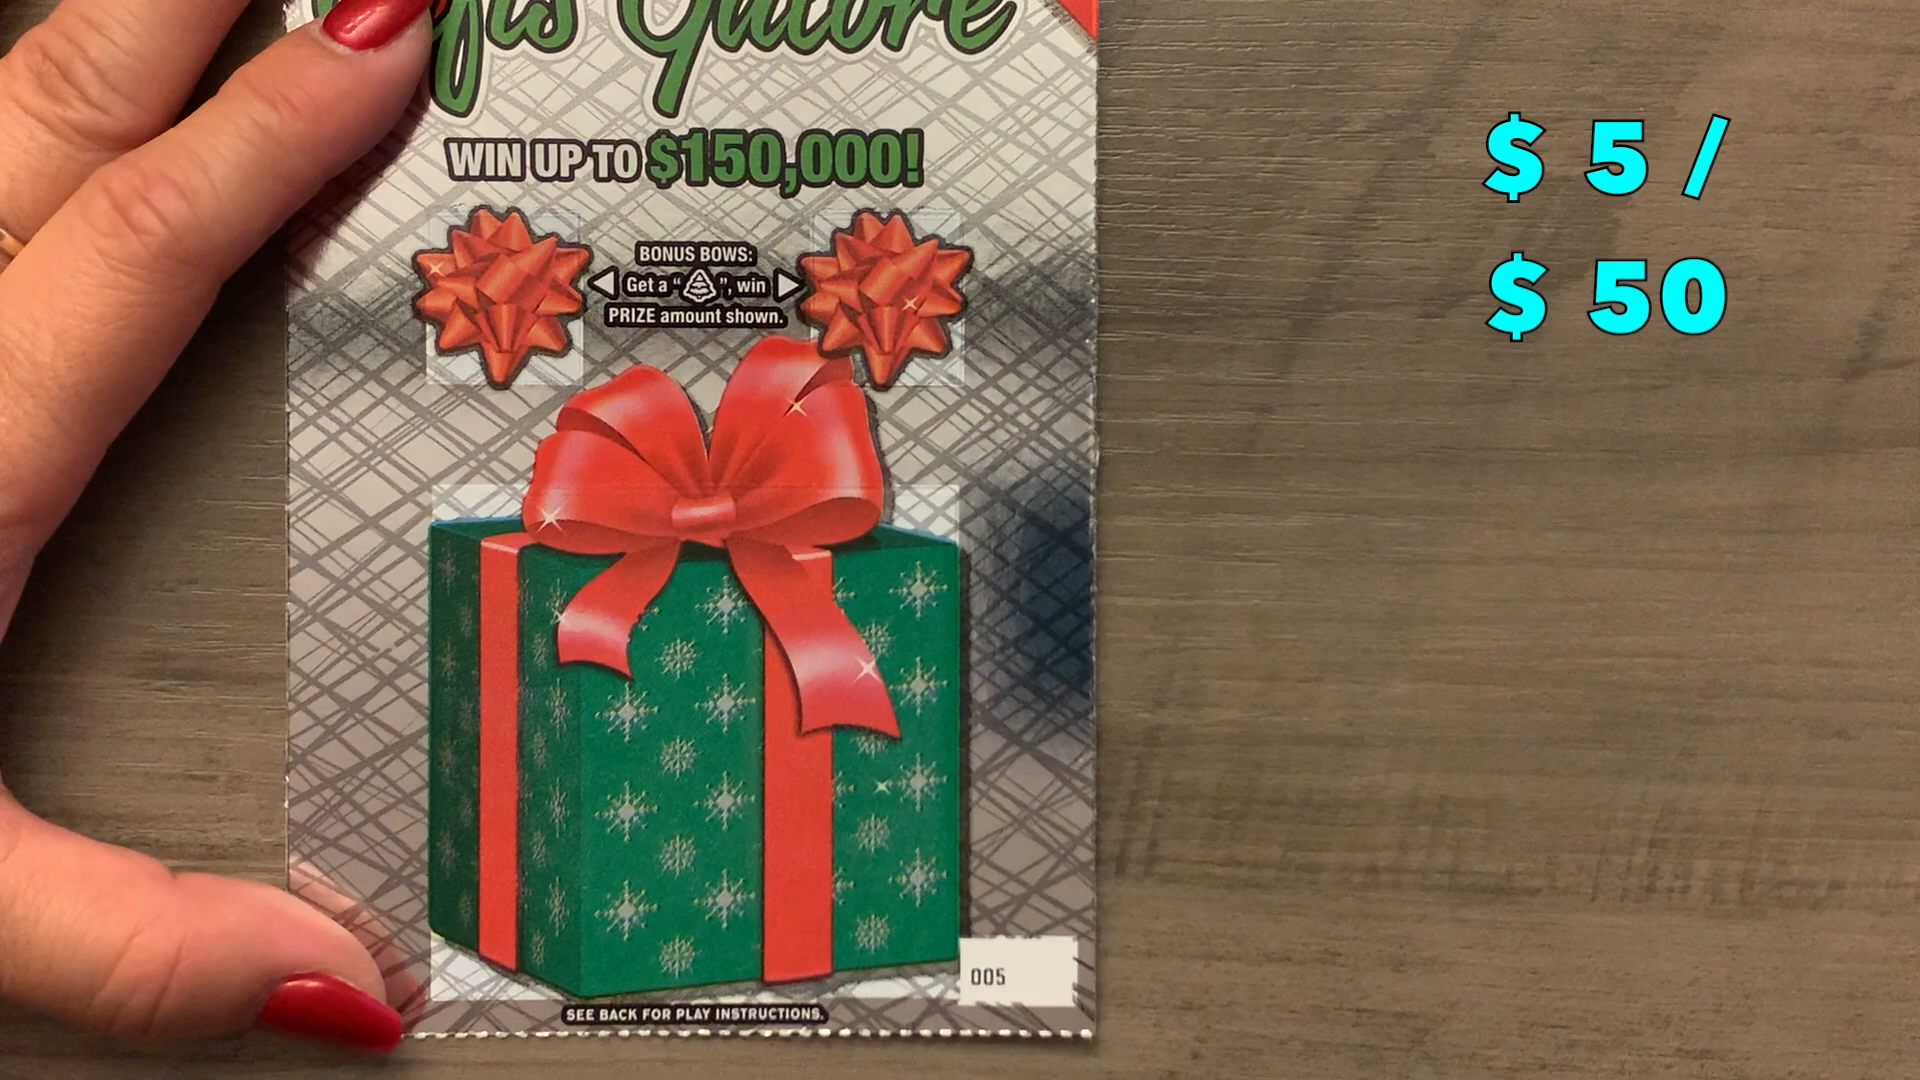 Galore
WIN UP TO $150,000!
BONUS BOWS:
Get a " ", win
PRIZE amount shown.
005
SEE BACK FOR PLAY INSTRUCTIONS.
$ 5 /
$ 50